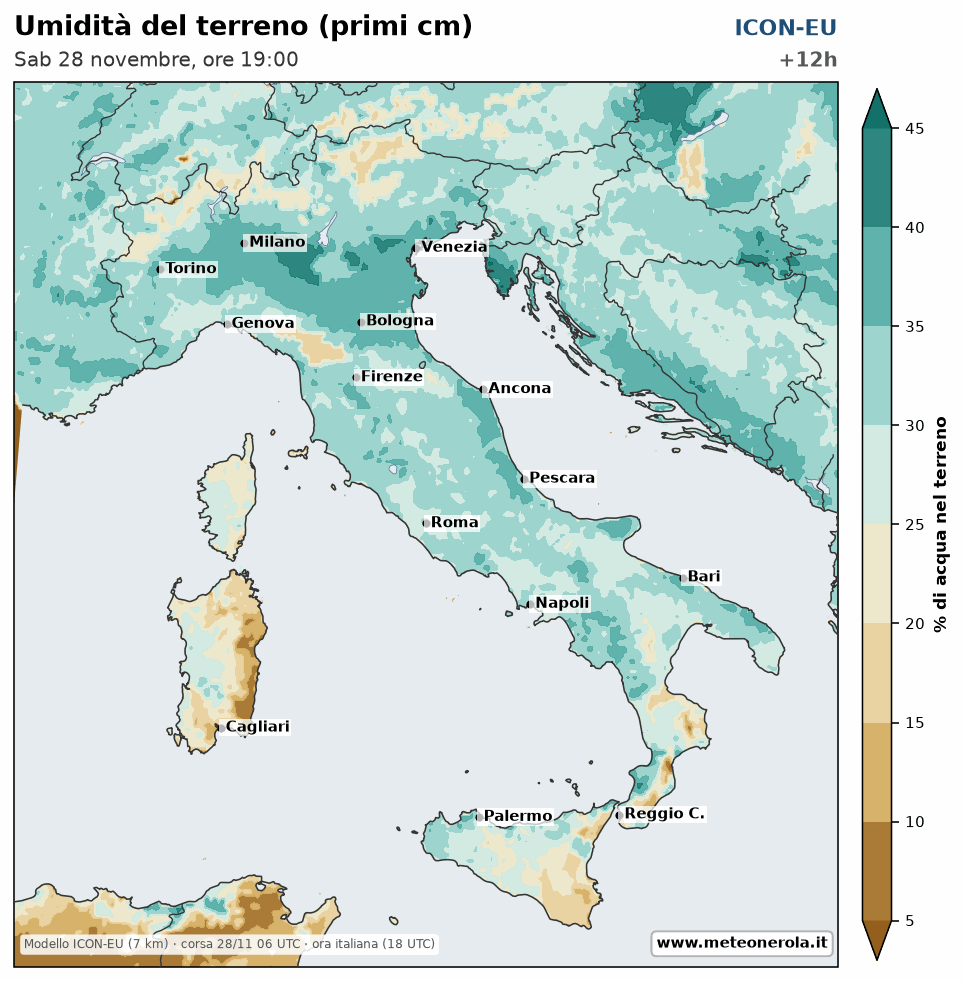 Umidità del terreno (primi cm)
ICON-EU
Sab 28 novembre, ore 19:00
+12h
Milano
Venezia
Torino
Genova
Bologna
Firenze
Ancona
Pescara
Roma
Bari
Napoli
Cagliari
Palermo
Reggio C.
45
40
35
30
25
20
15
10
5
% di acqua nel terreno
Modello ICON-EU (7 km) · corsa 28/11 06 UTC · ora italiana (18 UTC)
www.meteonerola.it